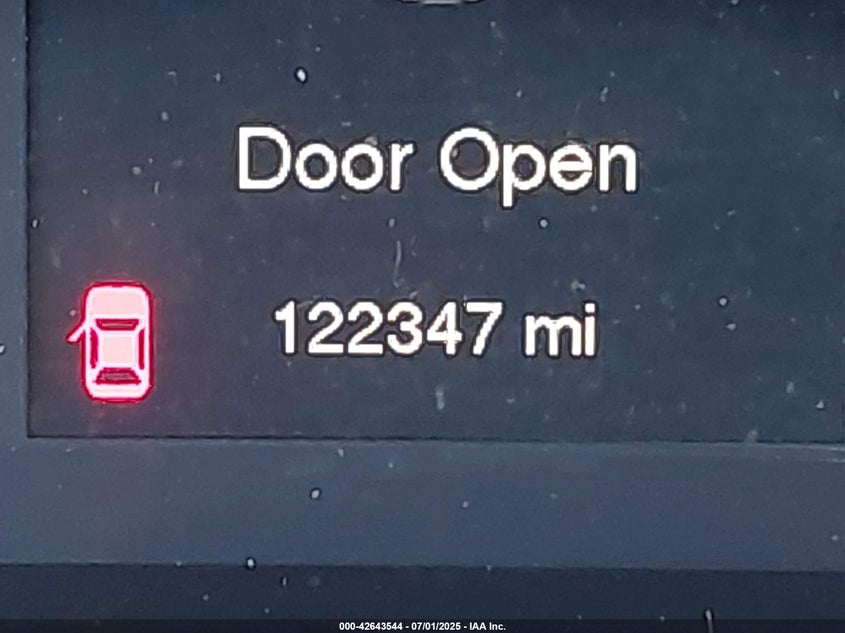 Door Open
122347 mi
000-42643544 - 07/01/2025 - IAA Inc.